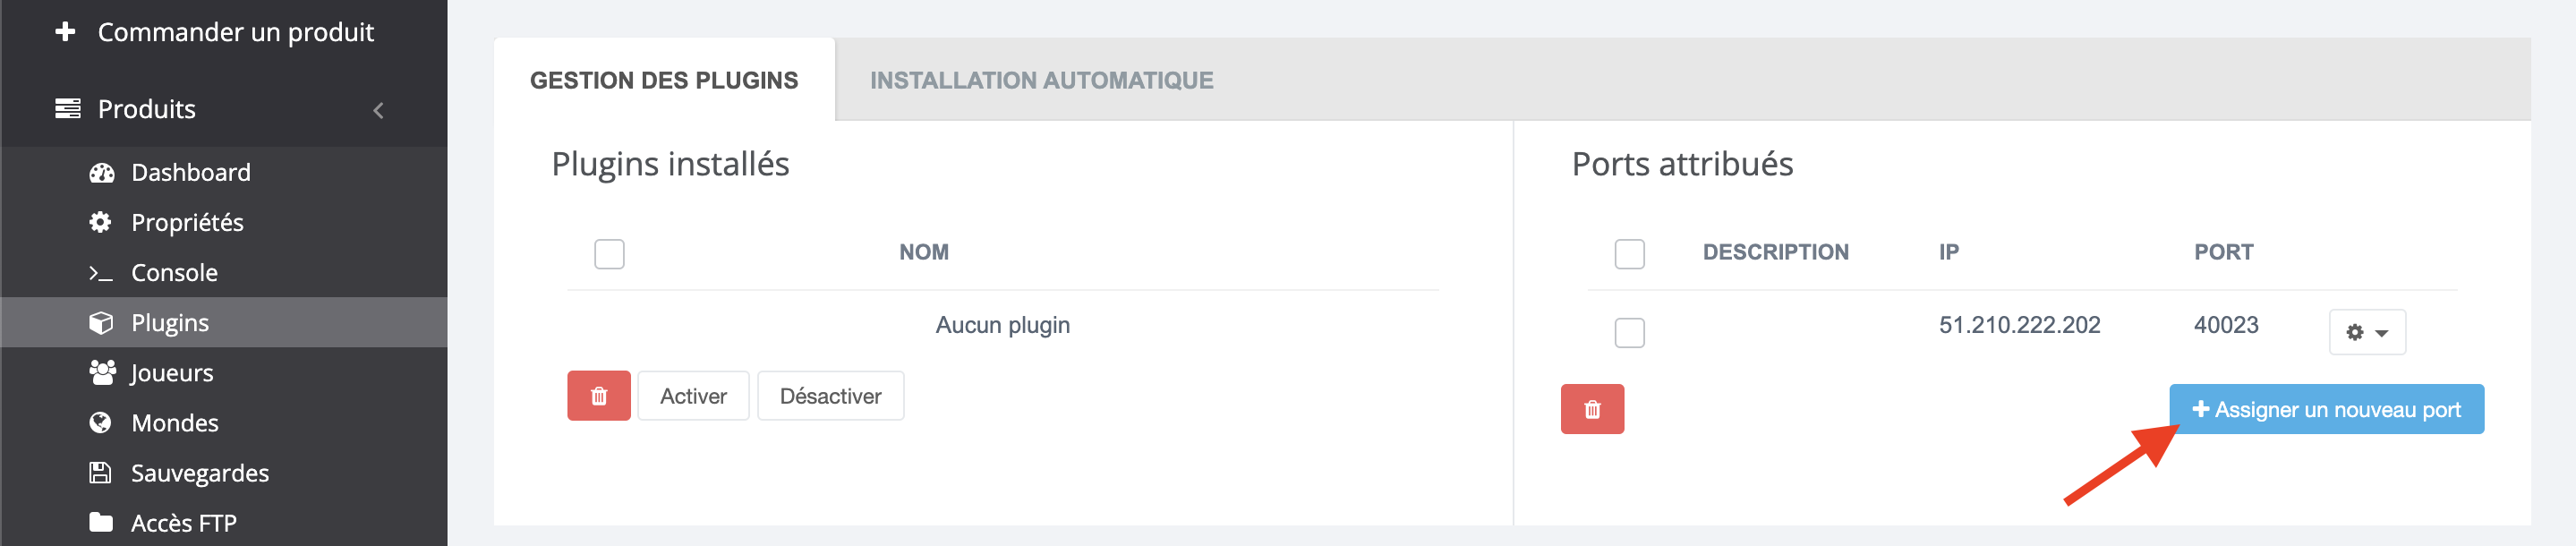 Commander un produit
Produits
Dashboard
Propriétés
Console
Plugins
Joueurs
Mondes
Sauvegardes
Accès FTP
GESTION DES PLUGINS
INSTALLATION AUTOMATIQUE
Plugins installés
NOM
Aucun plugin
Activer
Désactiver
Ports attribués
DESCRIPTION IP PORT
51.210.222.202 40023
Assigner un nouveau port